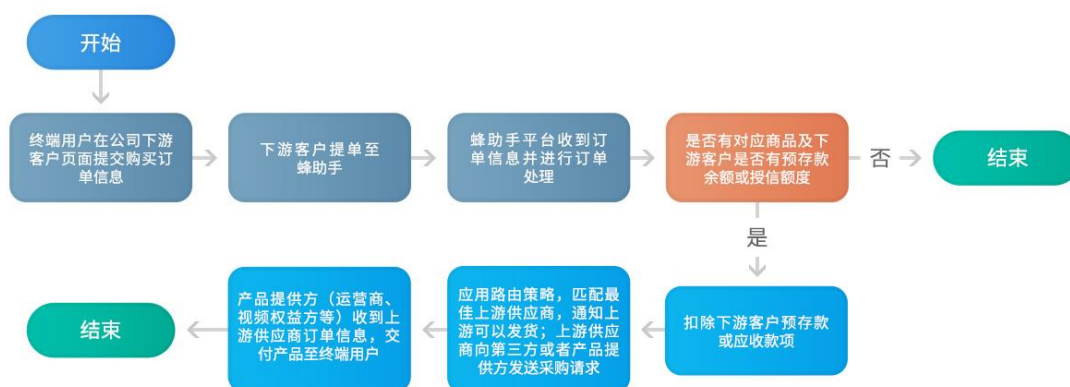 开始
终端用户在公司下游
客户页面提交购买订
单信息
下游客户提单至
蜂助手
蜂助手平台收到订
单信息并进行订单
处理
是否有对应商品及下
游客户是否有预存款
余额或授信额度
否
结束
是
扣除下游客户预存款
或应收款项
应用路由策略，匹配最
佳上游供应商，通知上
游可以发货；上游供应
商向第三方或者产品提
供方发送采购请求
产品提供方（运营商、
视频权益方等）收到上
游供应商订单信息，交
付产品至终端用户
结束